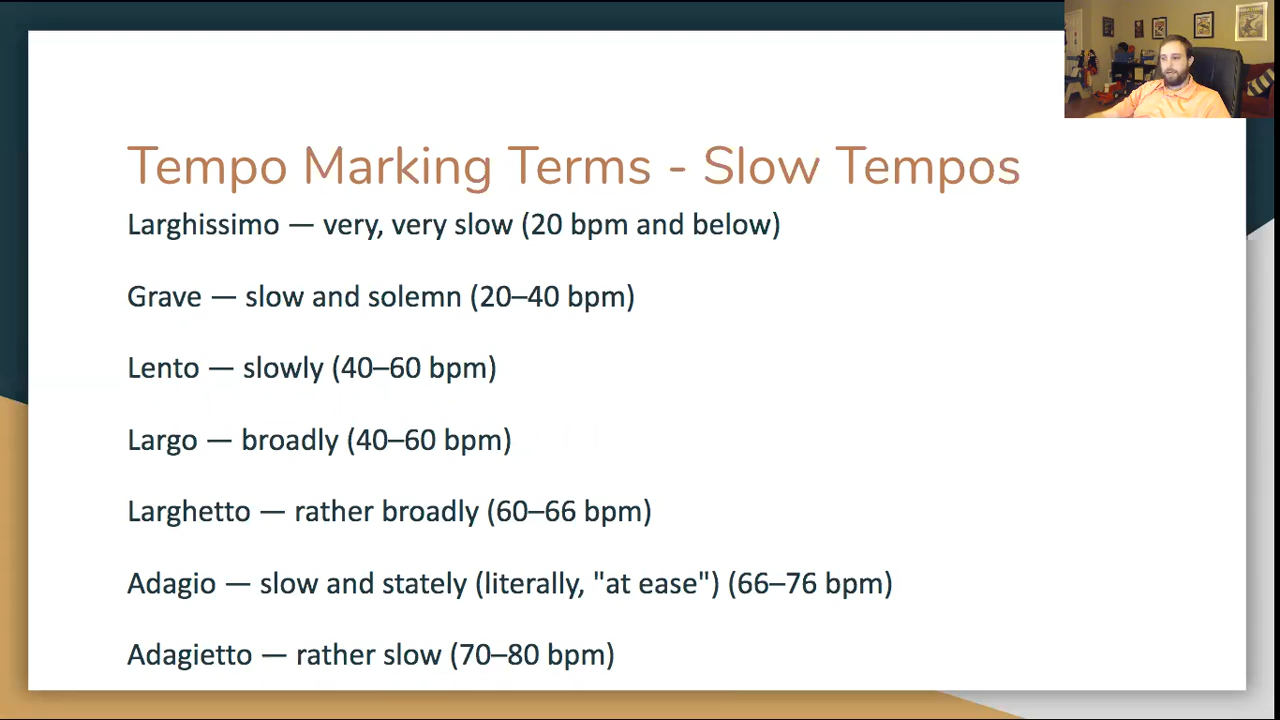 Tempo Marking Terms - Slow Tempos
Larghissimo — very, very slow (20 bpm and below)
Grave — slow and solemn (20–40 bpm)
Lento — slowly (40–60 bpm)
Largo — broadly (40–60 bpm)
Larghetto — rather broadly (60–66 bpm)
Adagio — slow and stately (literally, "at ease") (66–76 bpm)
Adagietto — rather slow (70–80 bpm)